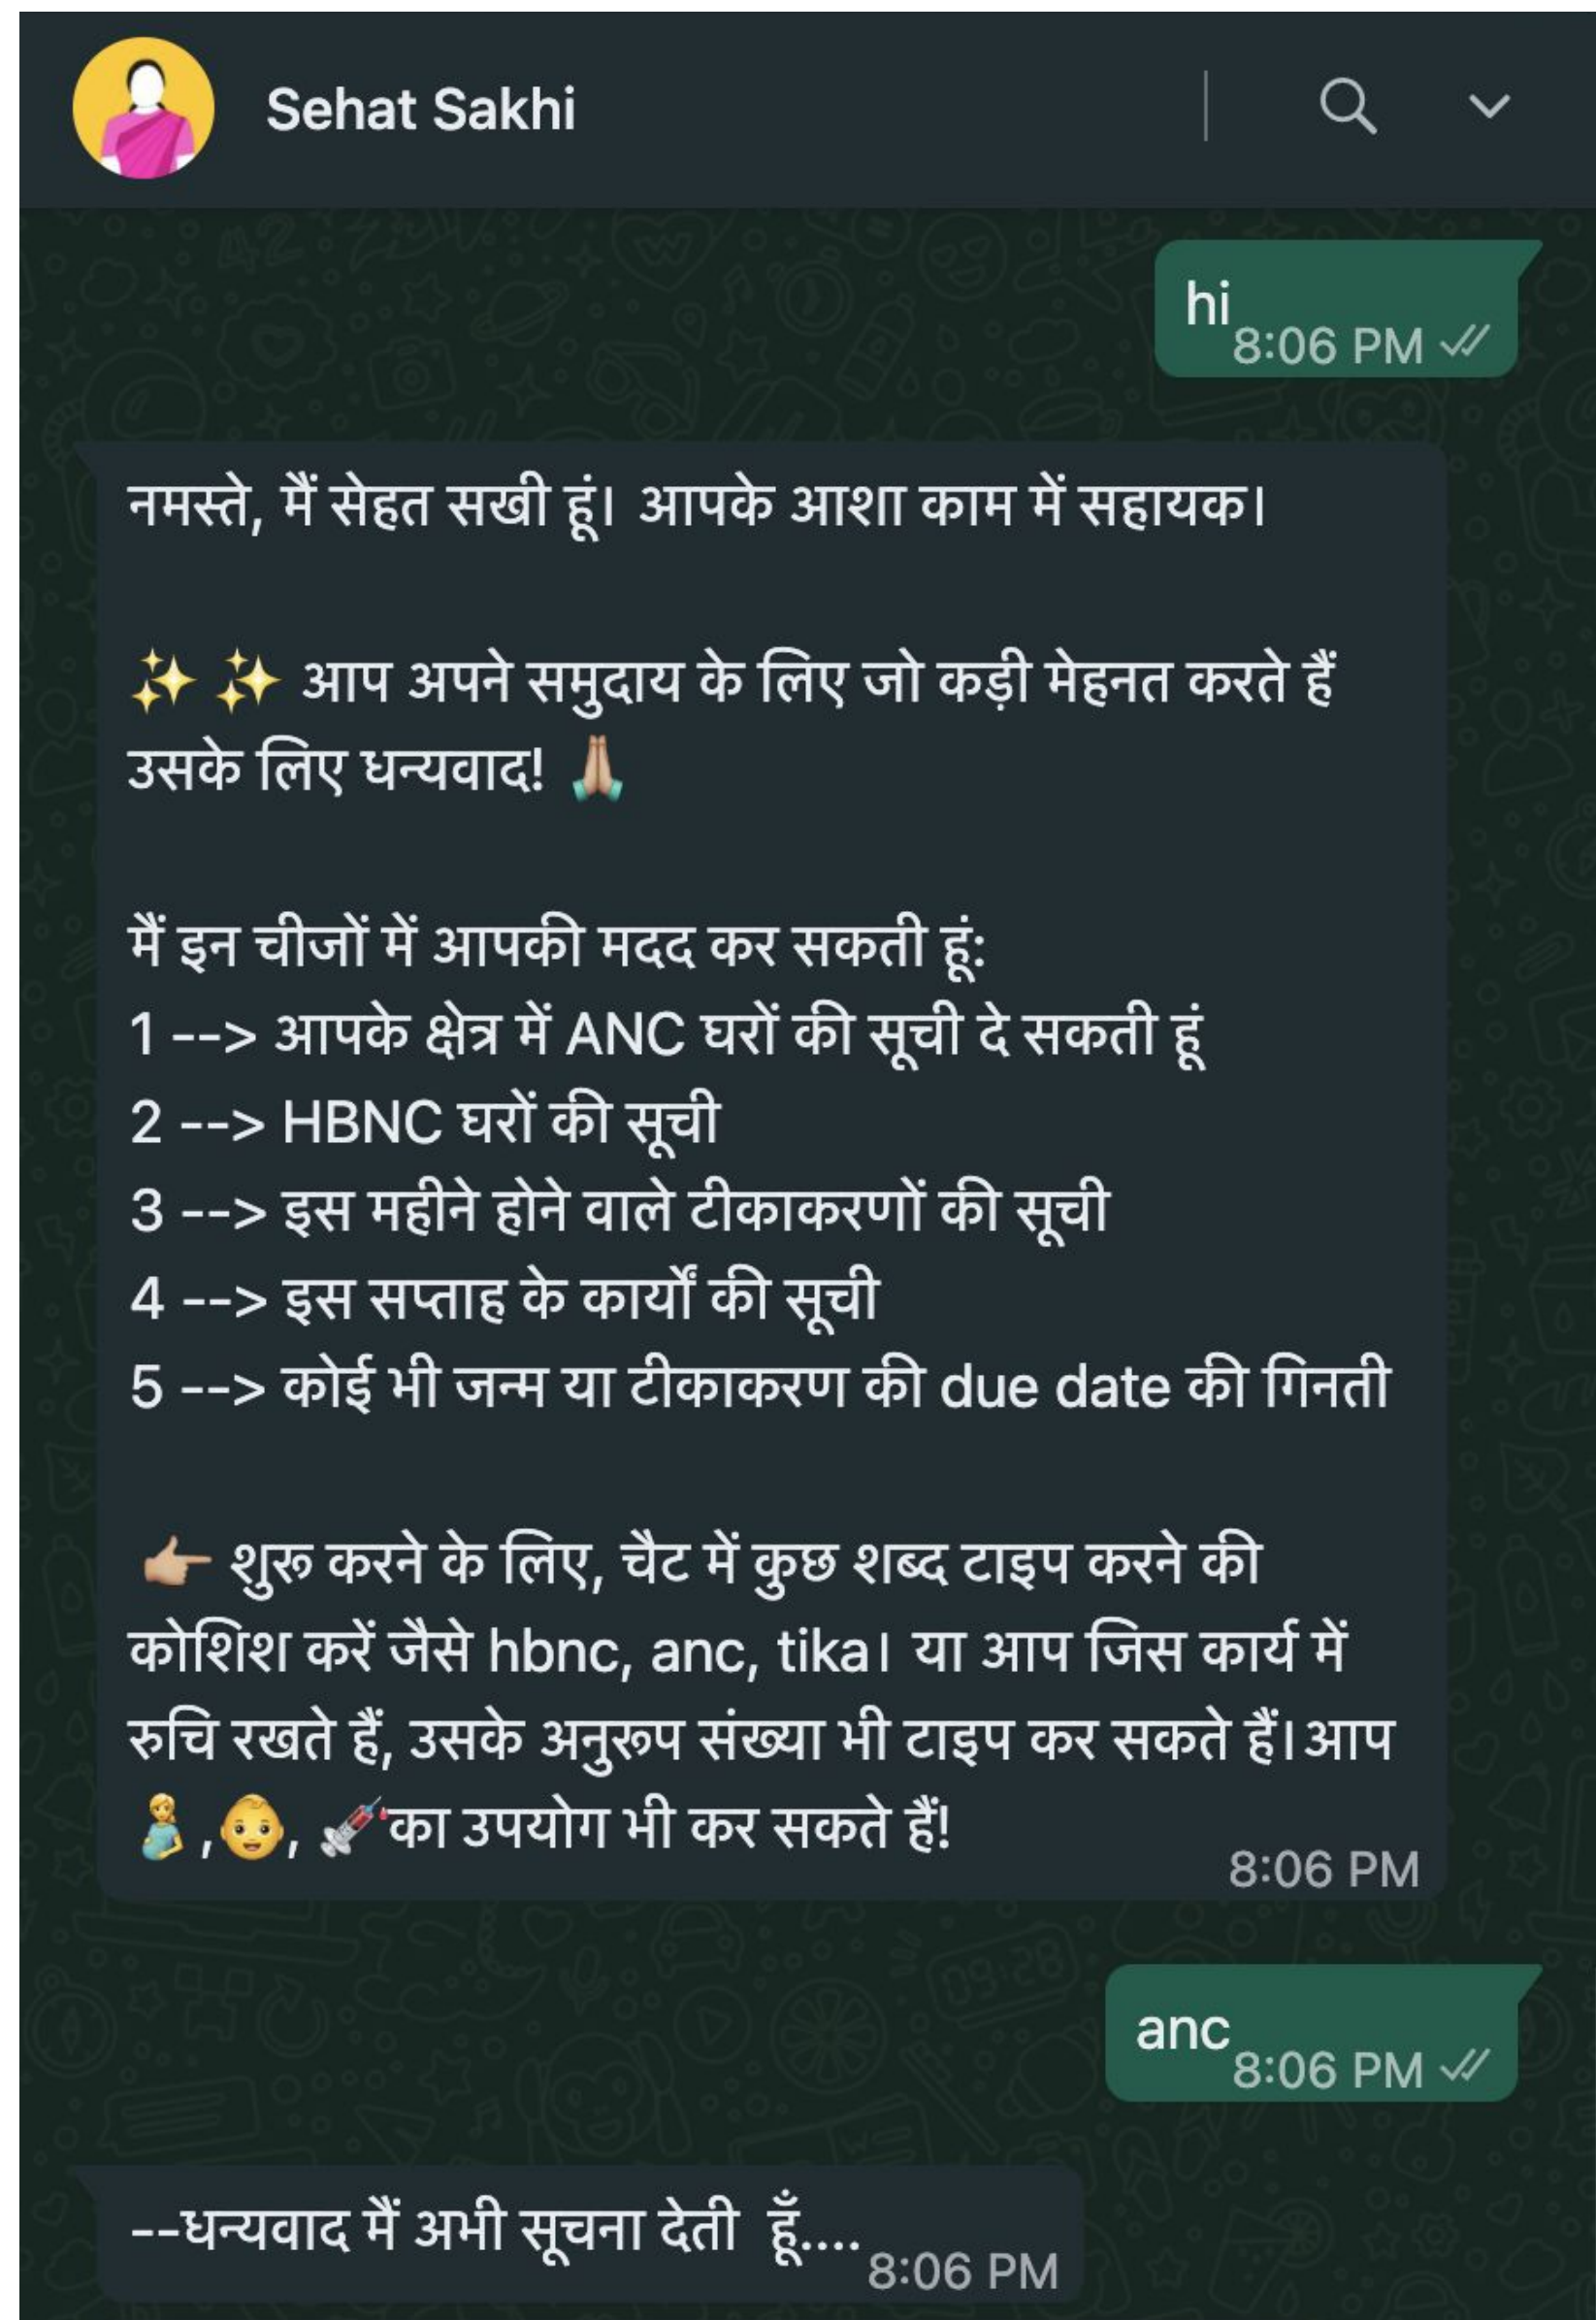 Sehat Sakhi
hi
8:06 PM
नमस्ते, मैं सेहत सखी हूं। आपके आशा काम में सहायक।
✨ ✨ आप अपने समुदाय के लिए जो कड़ी मेहनत करते हैं
उसके लिए धन्यवाद! 🙏🏼
मैं इन चीजों में आपकी मदद कर सकती हूं:
1 --> आपके क्षेत्र में ANC घरों की सूची दे सकती हूं
2 --> HBNC घरों की सूची
3 --> इस महीने होने वाले टीकाकरणों की सूची
4 --> इस सप्ताह के कार्यों की सूची
5 --> कोई भी जन्म या टीकाकरण की due date की गिनती
👉🏼 शुरू करने के लिए, चैट में कुछ शब्द टाइप करने की
कोशिश करें जैसे hbnc, anc, tika। या आप जिस कार्य में
रुचि रखते हैं, उसके अनुरूप संख्या भी टाइप कर सकते हैं।आप
🤰,👶, 💉का उपयोग भी कर सकते हैं!
8:06 PM
anc
8:06 PM
--धन्यवाद मैं अभी सूचना देती  हूँ....
8:06 PM